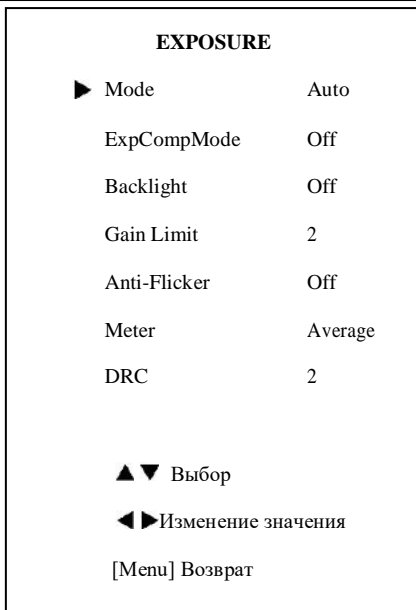 EXPOSURE
▶ Mode Auto
ExpCompMode Off
Backlight Off
Gain Limit 2
Anti-Flicker Off
Meter Average
DRC 2
▲▼ Выбор
◀▶Изменение значения
[Menu] Возврат